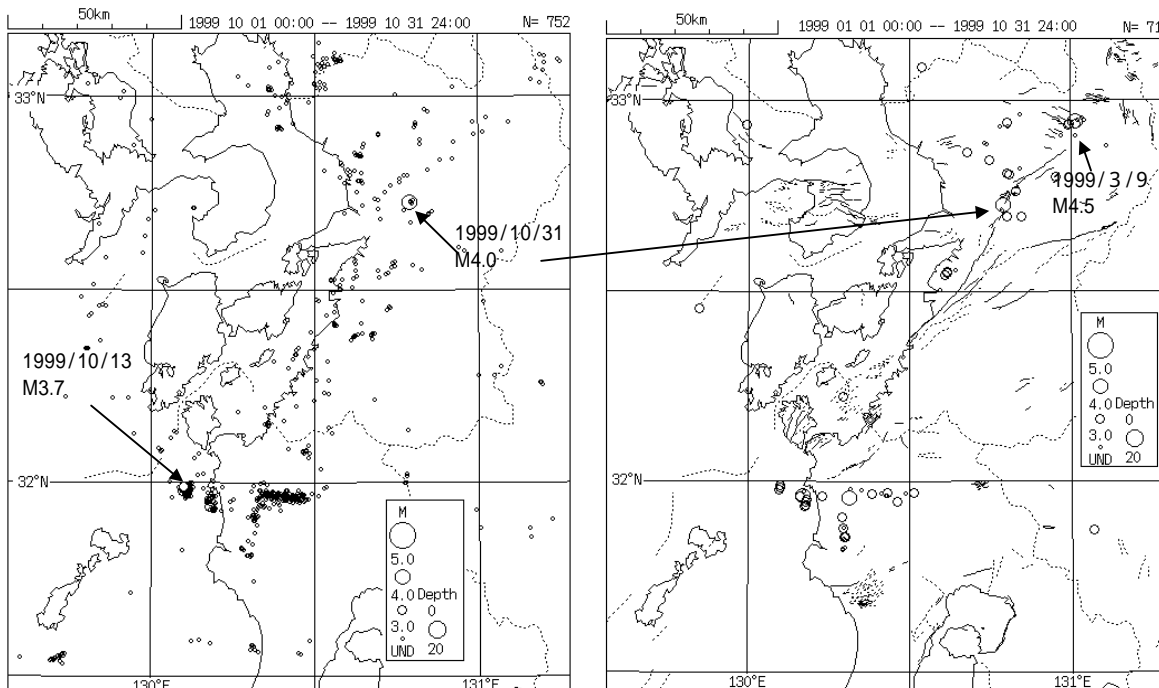 50km
1999 10 01 00:00 -- 1999 10 31 24:00 N= 752
33°N
1999/10/31
M4.0
1999/10/13
M3.7
32°N
M
5.0
4.0 Depth
3.0 0
UND 20
130°E
131°E
50km
1999 01 01 00:00 -- 1999 10 31 24:00 N= 71
33°N
1999/3/9
M4.5
M
5.0
4.0 Depth
3.0 0
UND 20
32°N
130°E
131°E